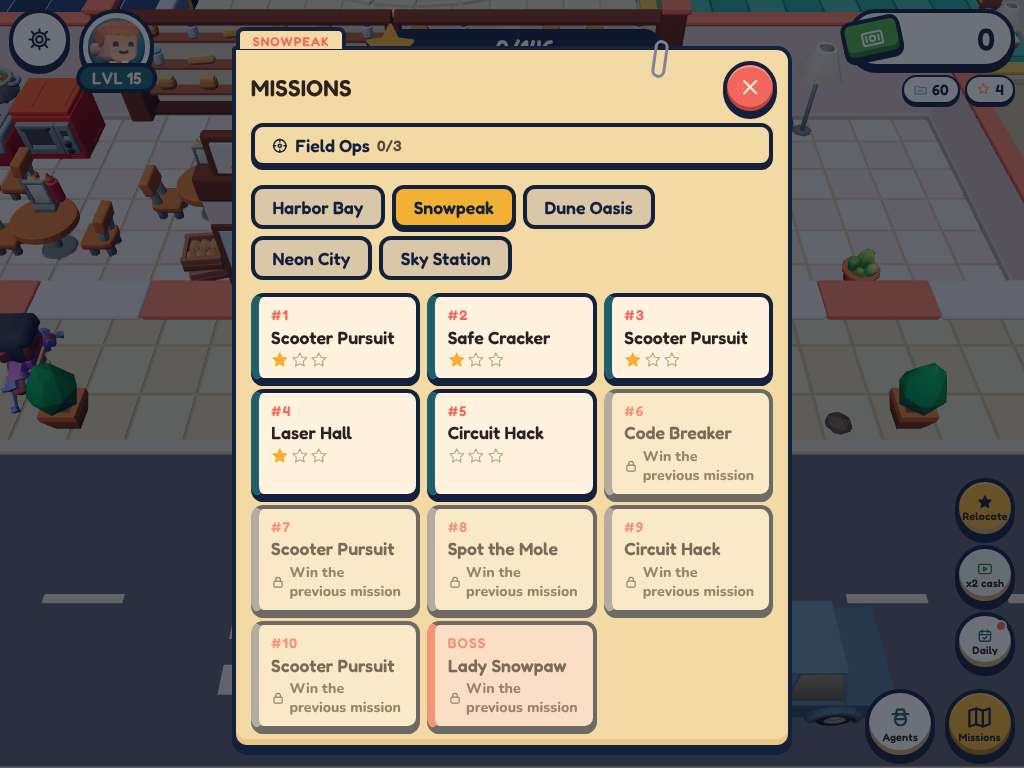 SNOWPEAK
LVL 15
0
60
4
MISSIONS
Field Ops 0/3
Harbor Bay
Snowpeak
Dune Oasis
Neon City
Sky Station
#1
Scooter Pursuit
#2
Safe Cracker
#3
Scooter Pursuit
#4
Laser Hall
#5
Circuit Hack
#6
Code Breaker
Win the
previous mission
#7
Scooter Pursuit
Win the
previous mission
#8
Spot the Mole
Win the
previous mission
#9
Circuit Hack
Win the
previous mission
#10
Scooter Pursuit
Win the
previous mission
BOSS
Lady Snowpaw
Win the
previous mission
Relocate
x2 cash
Daily
Agents
Missions